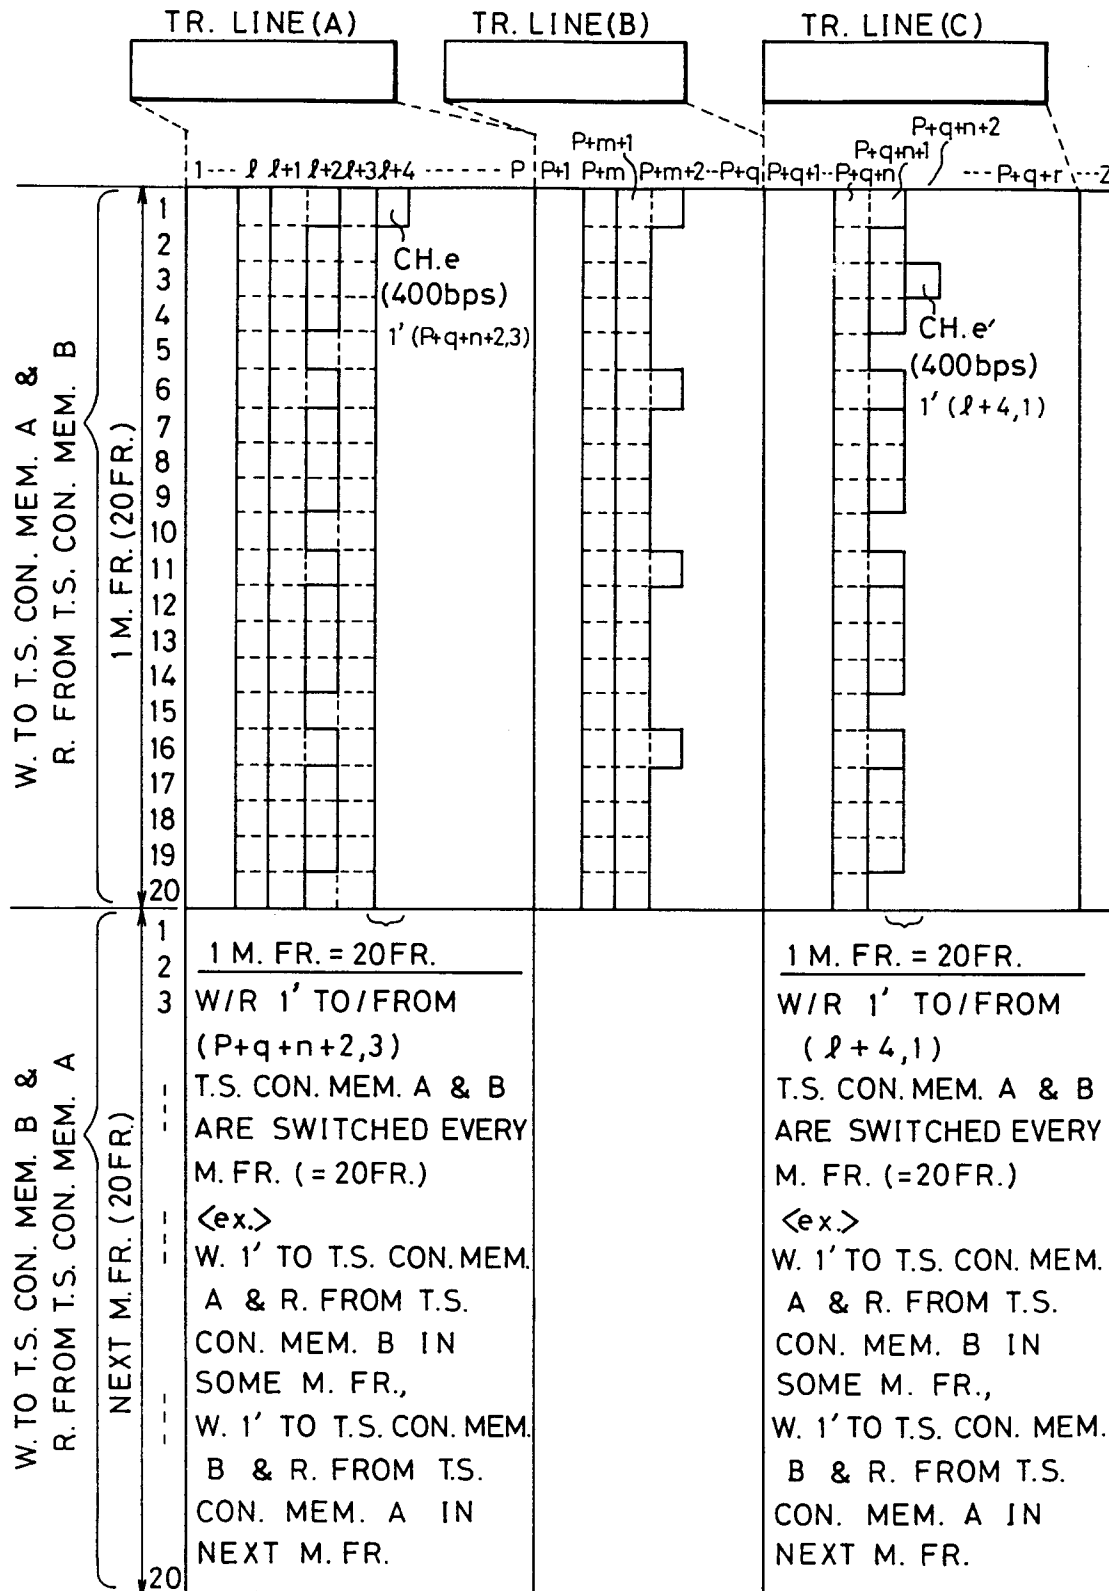 TR. LINE(A)
TR. LINE(B)
TR. LINE(C)
P+m+1
P+q+n+2
P+q+n+1
1--- ℓ ℓ+1 ℓ+2 ℓ+3 ℓ+4 ------- P P+1 P+m P+m+2--P+q P+q+1--P+q+n ---P+q+r ---Z
W. TO T.S. CON. MEM. A &
R. FROM T.S. CON. MEM. B
1 M. FR. (20FR.)
1
2
3
4
5
6
7
8
9
10
11
12
13
14
15
16
17
18
19
20
CH.e
(400bps)
1′ (P+q+n+2,3)
CH.e′
(400bps)
1′ (ℓ+4,1)
W. TO T.S. CON. MEM. B &
R. FROM T.S. CON. MEM. A
NEXT M.FR. (20FR.)
1
2
3
20
1 M. FR. = 20FR.
W/R 1′ TO/FROM
(P+q+n+2,3)
T.S. CON. MEM. A & B
ARE SWITCHED EVERY
M. FR. (=20FR.)
<ex.>
W. 1′ TO T.S. CON. MEM.
A & R. FROM T.S.
CON. MEM. B IN
SOME M. FR.,
W. 1′ TO T.S. CON. MEM.
B & R. FROM T.S.
CON. MEM. A IN
NEXT M. FR.
1 M. FR. = 20FR.
W/R 1′ TO/FROM
(ℓ+4,1)
T.S. CON. MEM. A & B
ARE SWITCHED EVERY
M. FR. (=20FR.)
<ex.>
W. 1′ TO T.S. CON. MEM.
A & R. FROM T.S.
CON. MEM. B IN
SOME M. FR.,
W. 1′ TO T.S. CON. MEM.
B & R. FROM T.S.
CON. MEM. A IN
NEXT M. FR.